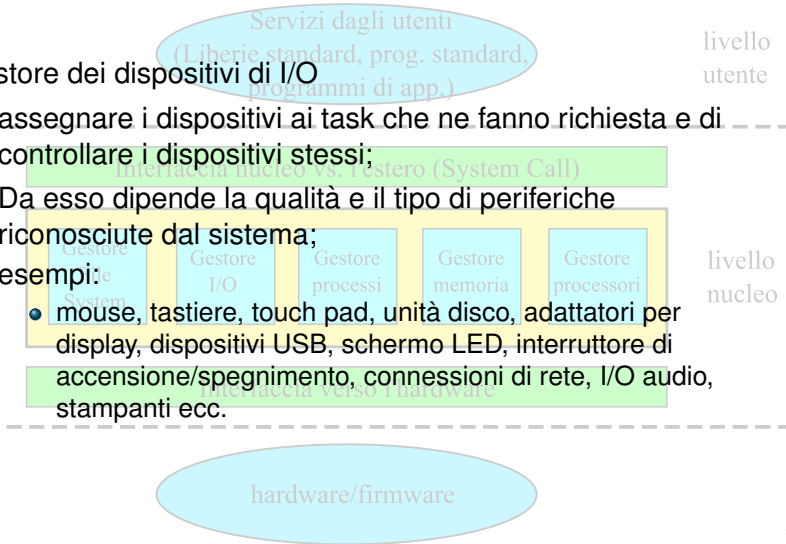 Servizi dagli utenti
(Liberie standard, prog. standard,
programmi di app.)
livello
utente
store dei dispositivi di I/O
assegnare i dispositivi ai task che ne fanno richiesta e di
controllare i dispositivi stessi;
Interfaccia nucleo vs. l'estero (System Call)
Da esso dipende la qualità e il tipo di periferiche
riconosciute dal sistema;
esempi:
Gestore
File
System
Gestore
I/O
Gestore
processi
Gestore
memoria
Gestore
processori
livello
nucleo
mouse, tastiere, touch pad, unità disco, adattatori per
display, dispositivi USB, schermo LED, interruttore di
accensione/spegnimento, connessioni di rete, I/O audio,
stampanti ecc.
Interfaccia verso l'hardware
hardware/firmware